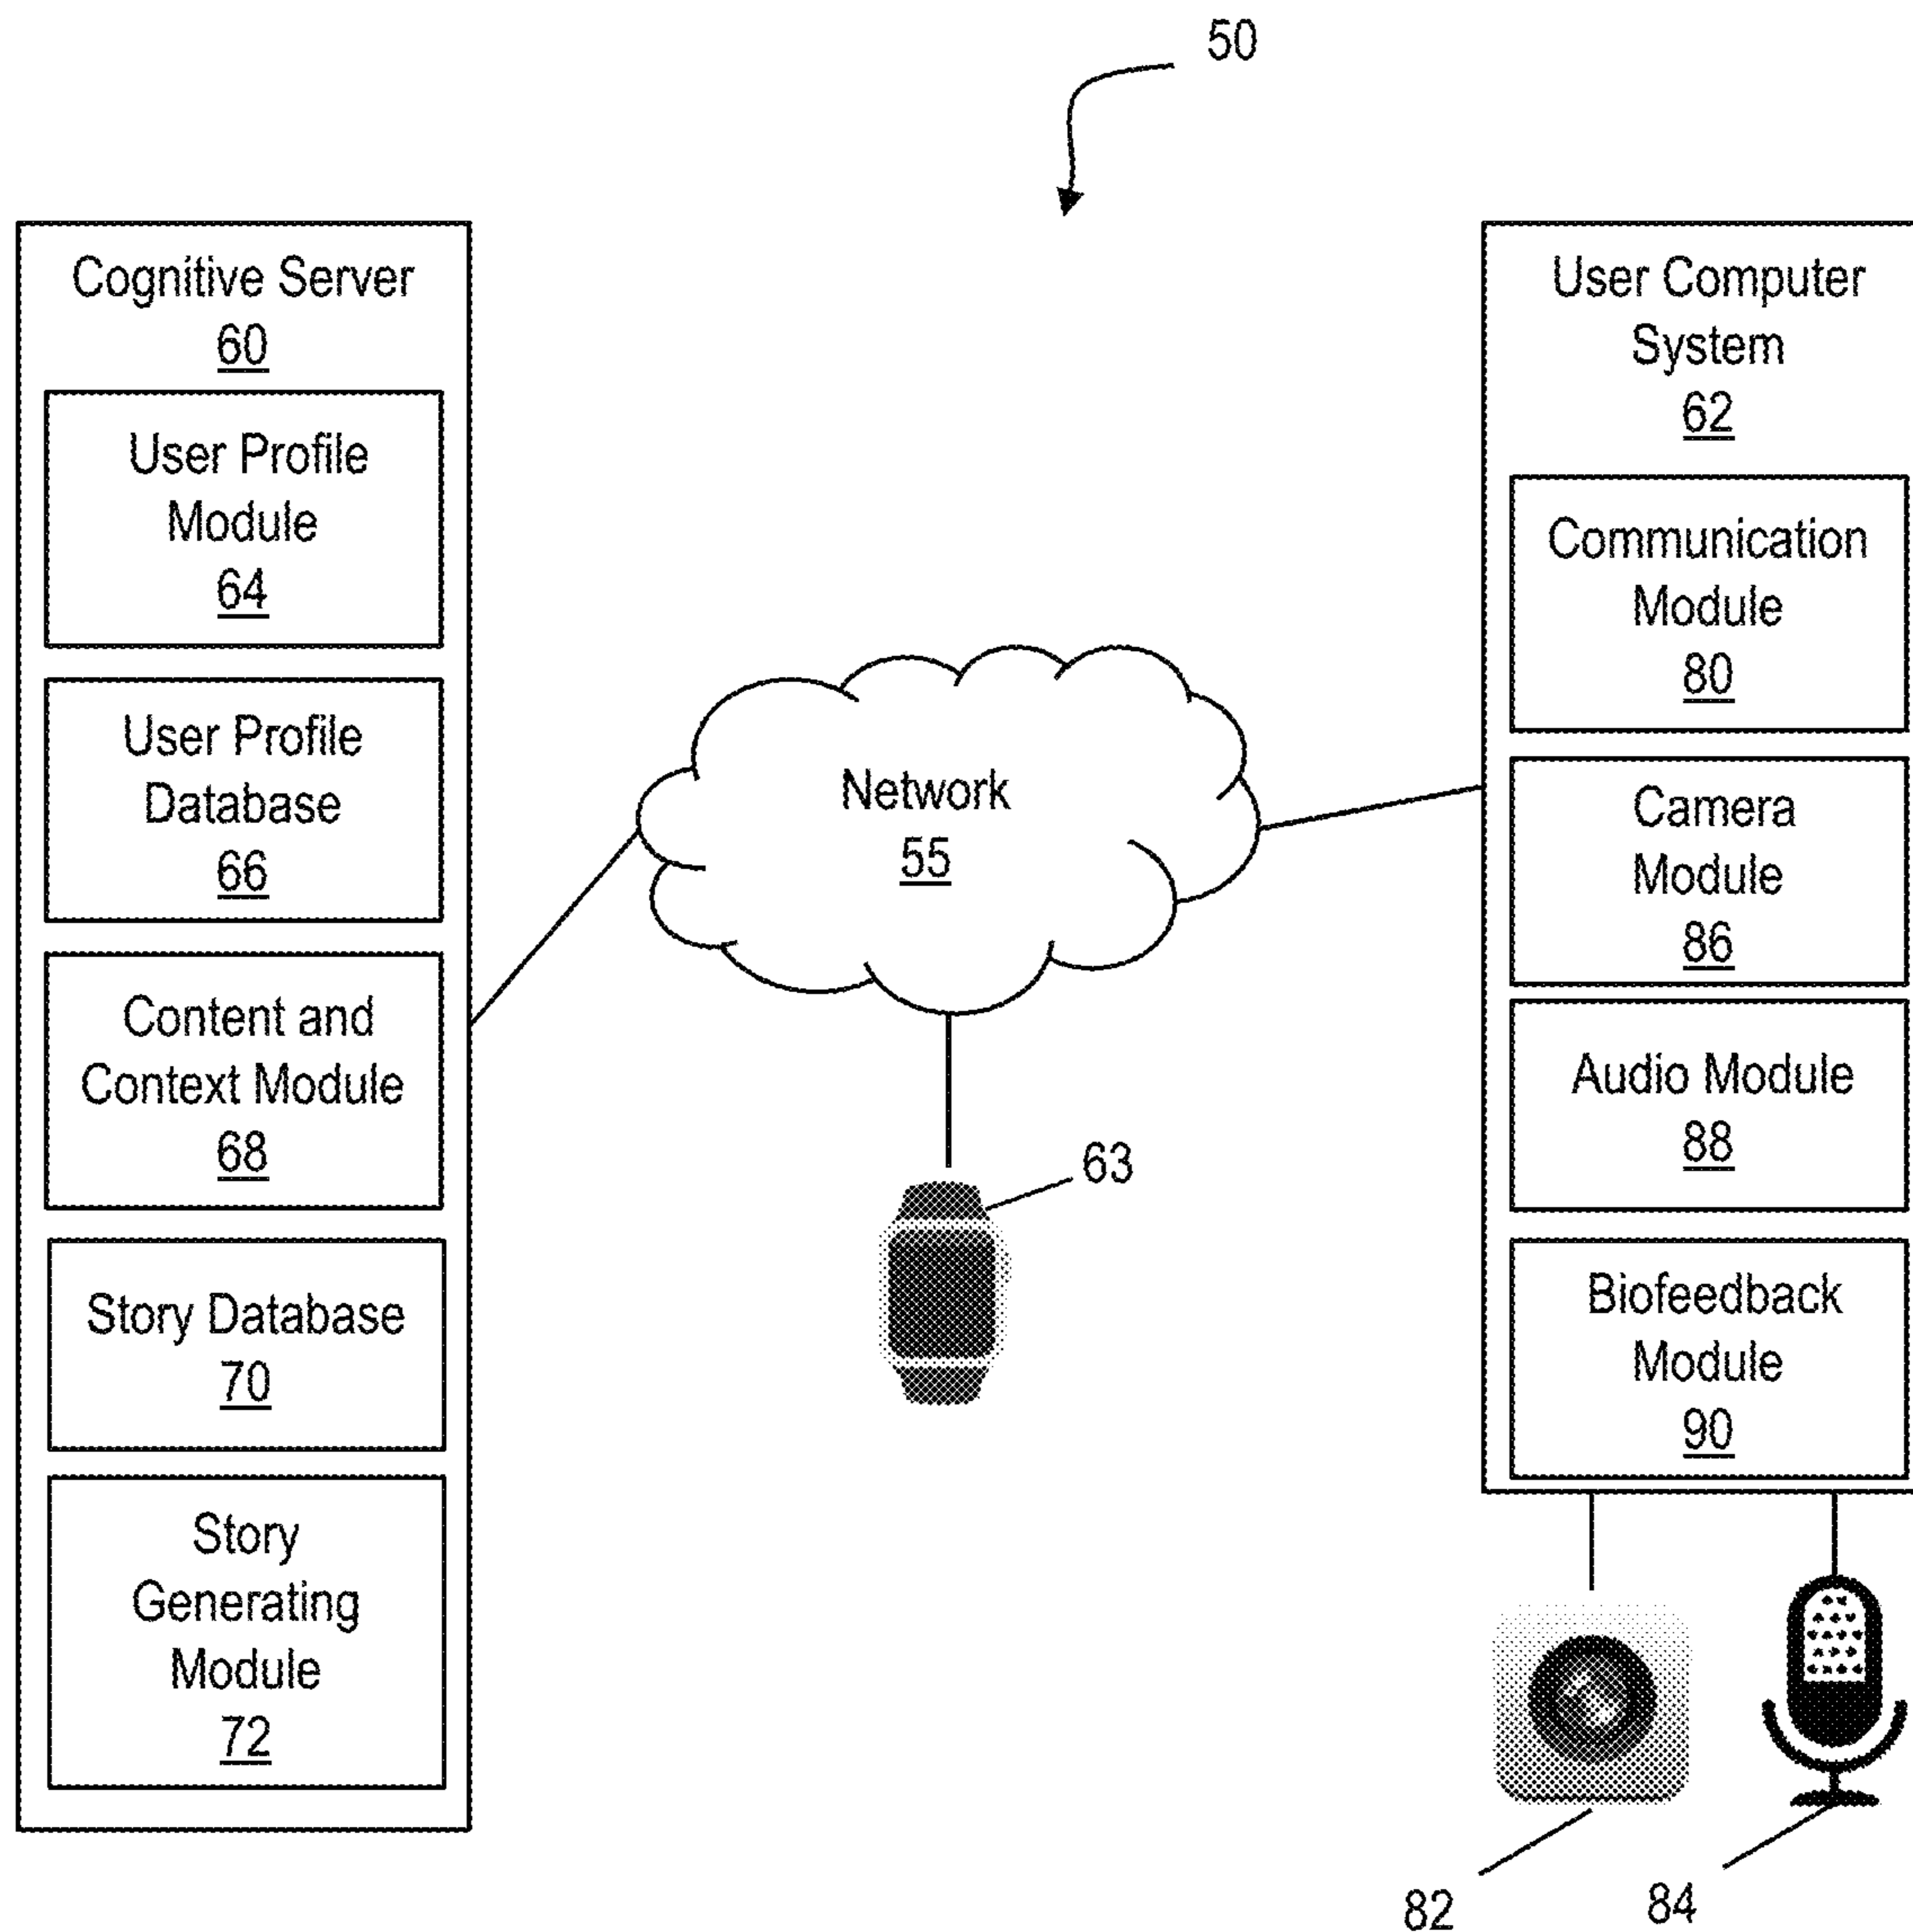 50
Cognitive Server
60
User Profile
Module
64
User Profile
Database
66
Content and
Context Module
68
Story Database
70
Story
Generating
Module
72
Network
55
63
User Computer
System
62
Communication
Module
80
Camera
Module
86
Audio Module
88
Biofeedback
Module
90
82
84